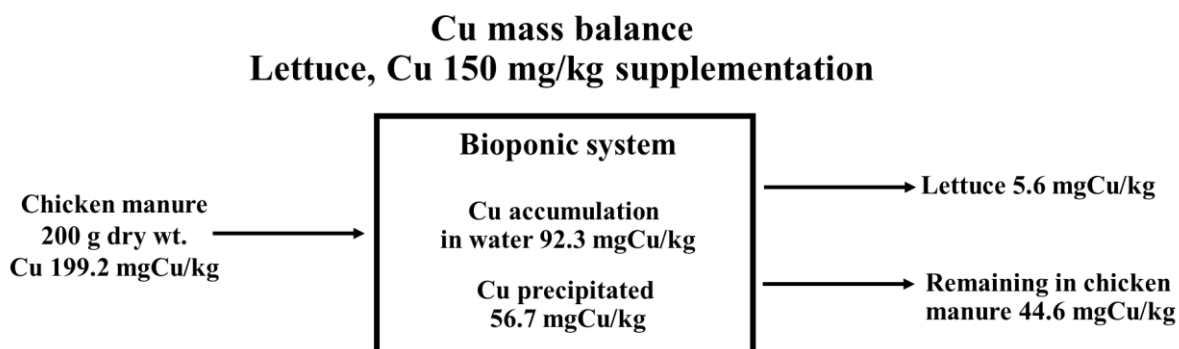 Cu mass balance
Lettuce, Cu 150 mg/kg supplementation
Chicken manure
200 g dry wt.
Cu 199.2 mgCu/kg
Bioponic system
Cu accumulation
in water 92.3 mgCu/kg
Cu precipitated
56.7 mgCu/kg
Lettuce 5.6 mgCu/kg
Remaining in chicken
manure 44.6 mgCu/kg